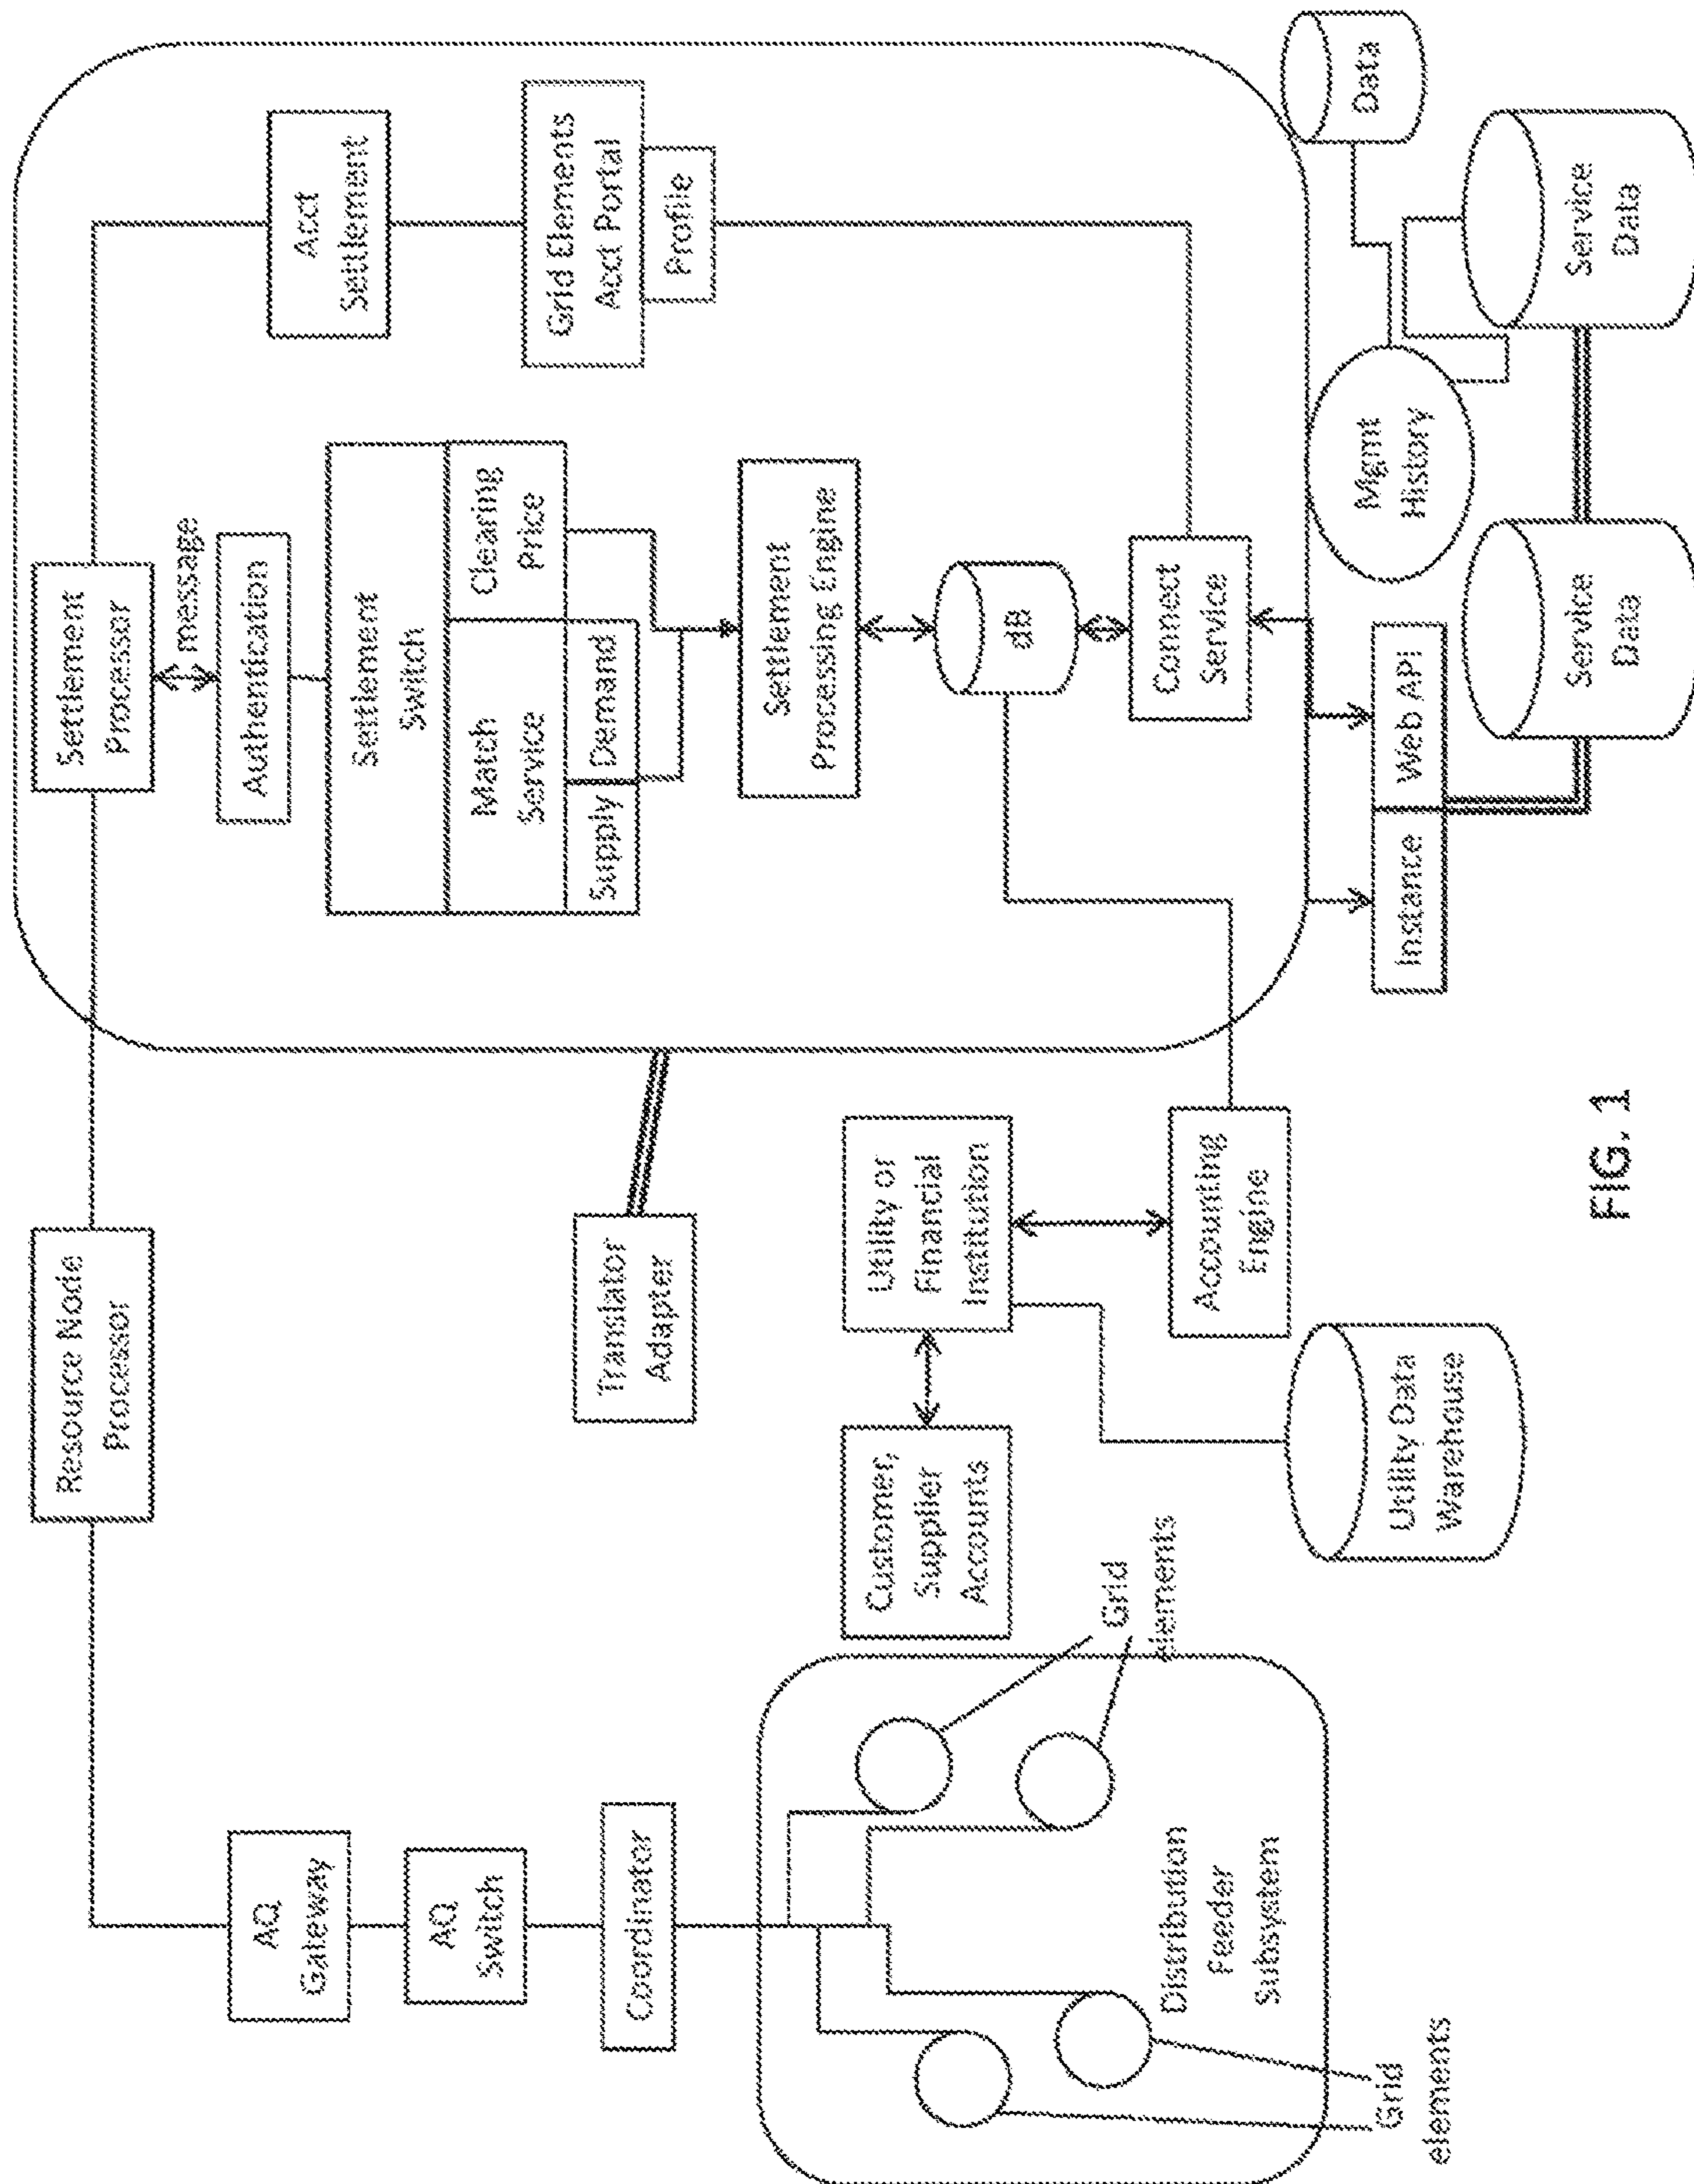 Resource Node
Processor
Settlement
Processor
message
Authentication
Acct
Settlement
AQ
Gateway
AQ
Switch
Coordinator
Settlement
Switch
Match
Service
Clearing
Price
Supply
Demand
Grid Elements
Acct Portal
Profile
Translator
Adapter
Settlement
Processing Engine
Customer,
Supplier
Accounts
Utility or
Financial
Institution
dB
Grid
elements
Distribution
Feeder
Subsystem
Accounting
Engine
Connect
Service
Utility Data
Warehouse
Instance
Web API
Mgmt
History
Data
Grid
elements
Service
Data
Service
Data
FIG. 1